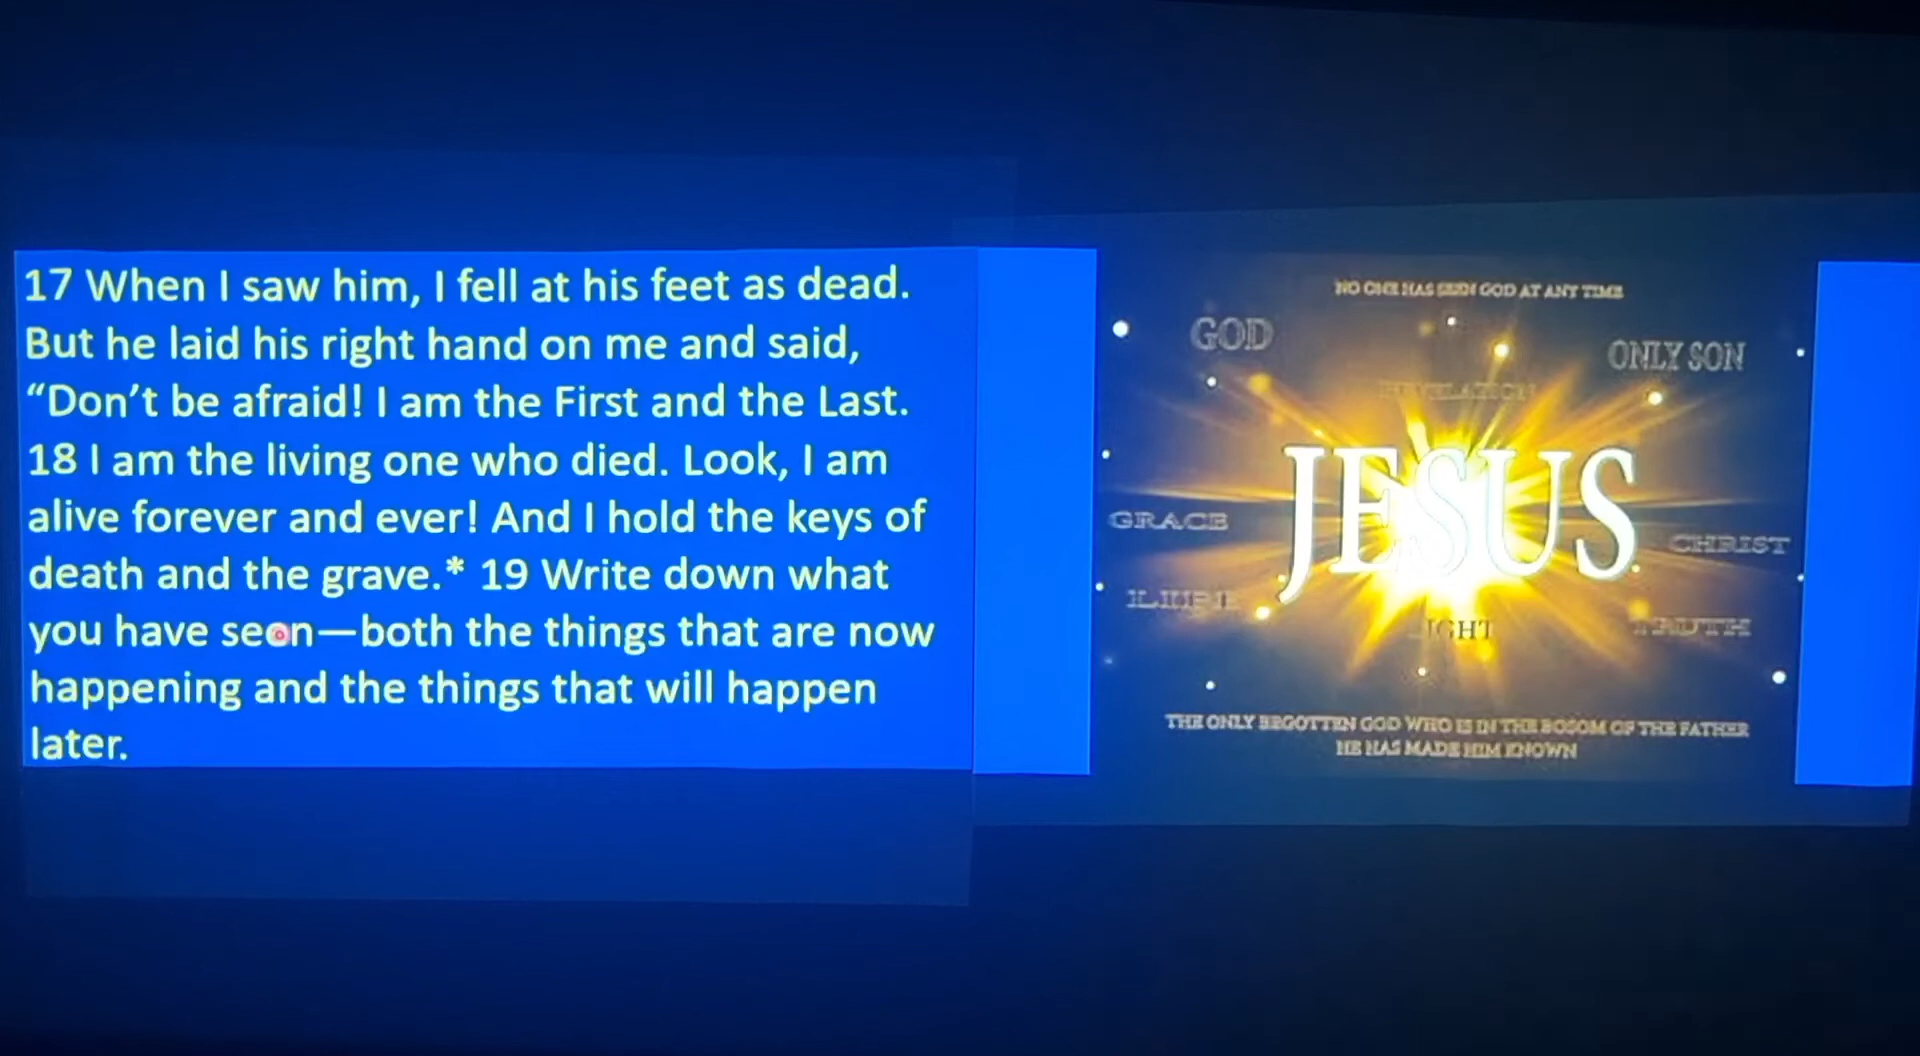 17 When I saw him, I fell at his feet as dead.
But he laid his right hand on me and said,
“Don’t be afraid! I am the First and the Last.
18 I am the living one who died. Look, I am
alive forever and ever! And I hold the keys of
death and the grave.* 19 Write down what
you have seen—both the things that are now
happening and the things that will happen
later.
NO ONE HAS SEEN GOD AT ANY TIME
GOD
ONLY SON
REVELATION
JESUS
GRACE
CHRIST
LIFE
IGHT
TRUTH
THE ONLY BEGOTTEN GOD WHO IS IN THE BOSOM OF THE FATHER
HE HAS MADE HIM KNOWN